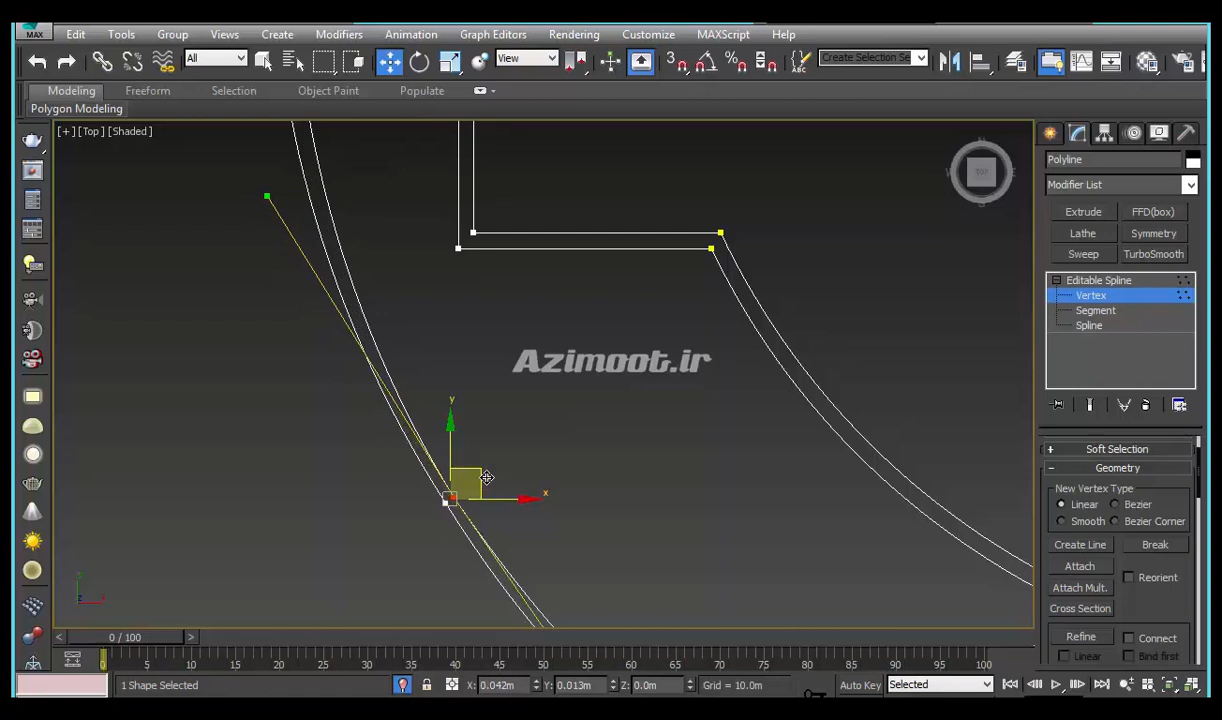 MAX Edit Tools Group Views Create Modifiers Animation Graph Editors Rendering Customize MAXScript Help
All View 3 Create Selection Se
Modeling Freeform Selection Object Paint Populate
Polygon Modeling
[+] [Top] [Shaded]
Polyline
Modifier List
Extrude FFD(box)
Lathe Symmetry
Sweep TurboSmooth
Editable Spline
Vertex
Segment
Spline
Azimoot.ir
y
x
Soft Selection
Geometry
New Vertex Type
Linear Bezier
Smooth Bezier Corner
Create Line Break
Attach
Reorient
Attach Mult.
Cross Section
Refine Connect
Linear Bind first
< 0 / 100 >
0 5 10 15 20 25 30 35 40 45 50 55 60 65 70 75 80 85 90 95 100
1 Shape Selected X: 0.042m Y: 0.013m Z: 0.0m Grid = 10.0m Auto Key Selected